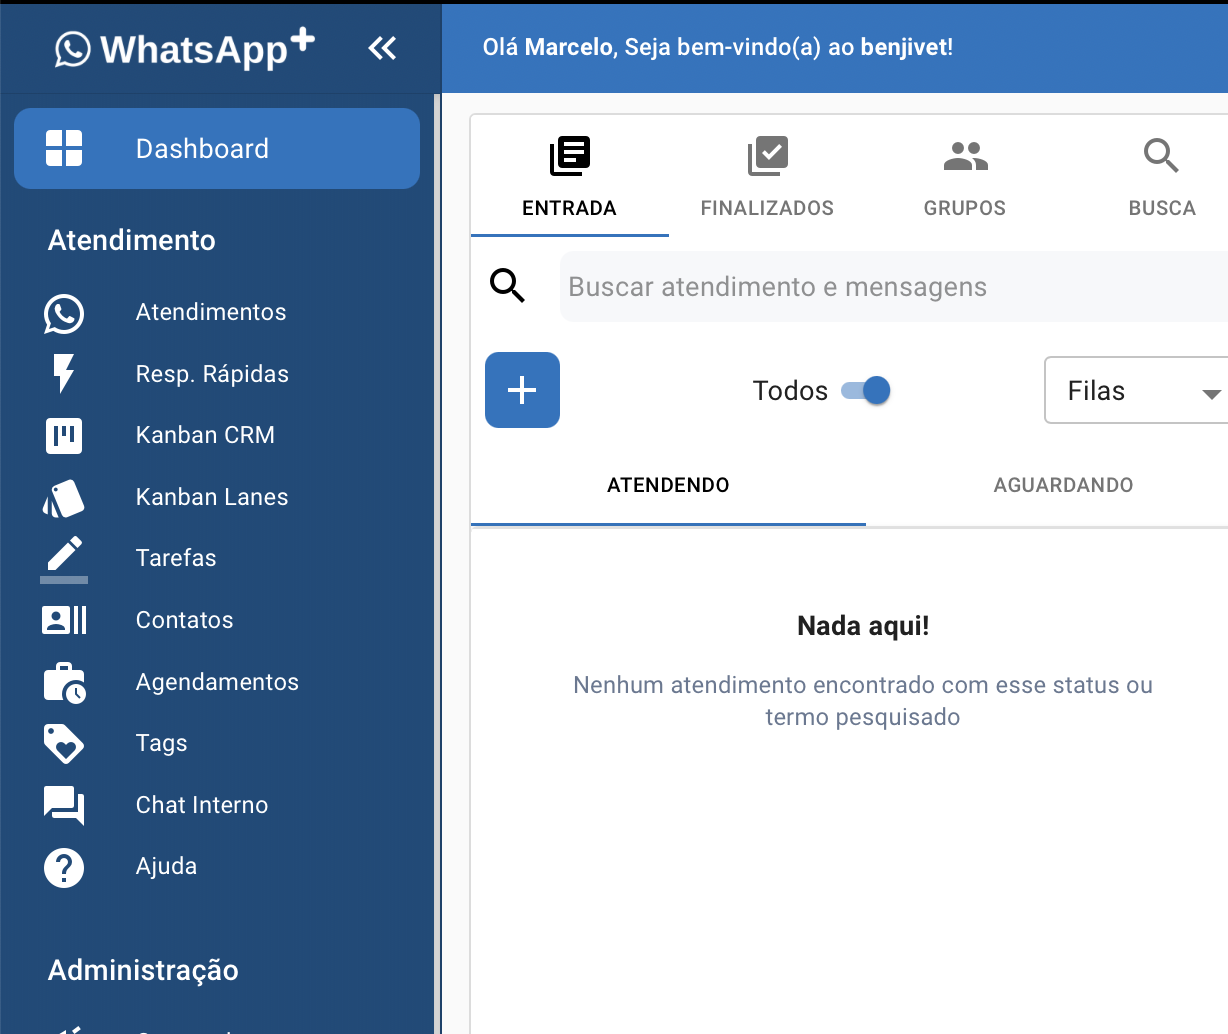 WhatsApp+
Olá Marcelo, Seja bem-vindo(a) ao benjivet!
Dashboard
Atendimento
Atendimentos
Resp. Rápidas
Kanban CRM
Kanban Lanes
Tarefas
Contatos
Agendamentos
Tags
Chat Interno
Ajuda
Administração
ENTRADA
FINALIZADOS
GRUPOS
BUSCA
Buscar atendimento e mensagens
Todos
Filas
ATENDENDO
AGUARDANDO
Nada aqui!
Nenhum atendimento encontrado com esse status ou
termo pesquisado